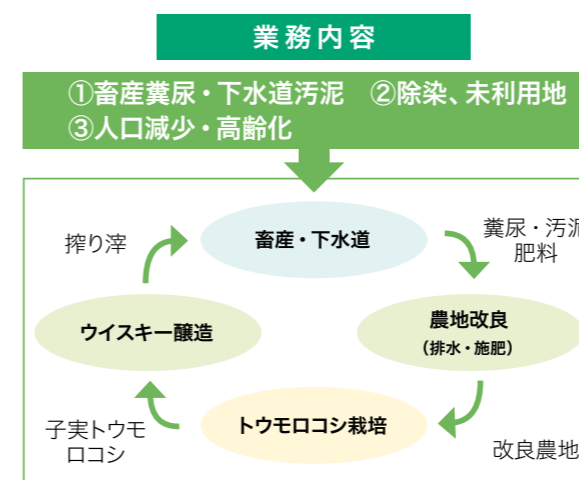 業務内容
①畜産糞尿・下水道汚泥　②除染、未利用地
③人口減少・高齢化
搾り滓
畜産・下水道
糞尿・汚泥
肥料
ウイスキー醸造
農地改良
（排水・施肥）
子実トウモ
ロコシ
トウモロコシ栽培
改良農地